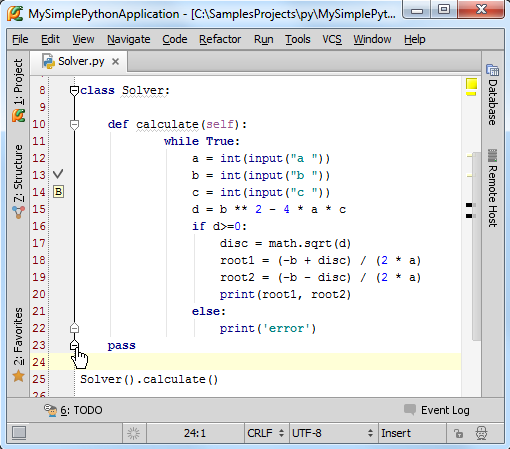 MySimplePythonApplication - [C:\SamplesProjects\py\MySimplePyt...
File Edit View Navigate Code Refactor Run Tools VCS Window Help
Solver.py
1: Project
Z: Structure
2: Favorites
8 class Solver:
9
10 def calculate(self):
11 while True:
12 a = int(input("a "))
13 b = int(input("b "))
14 B c = int(input("c "))
15 d = b ** 2 - 4 * a * c
16 if d>=0:
17 disc = math.sqrt(d)
18 root1 = (-b + disc) / (2 * a)
19 root2 = (-b - disc) / (2 * a)
20 print(root1, root2)
21 else:
22 print('error')
23 pass
24
25 Solver().calculate()
26
Database
Remote Host
6: TODO Event Log
24:1 CRLF UTF-8 Insert